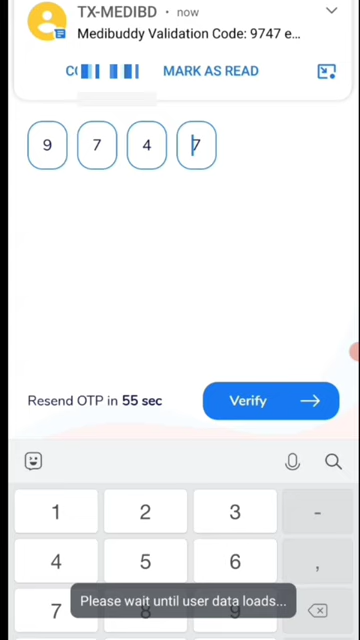 TX-MEDIBD • now
Medibuddy Validation Code: 9747 e...
MARK AS READ
9 7 4 7
Resend OTP in 55 sec
Verify
1 2 3 -
4 5 6 ,
Please wait until user data loads...
7 8 9